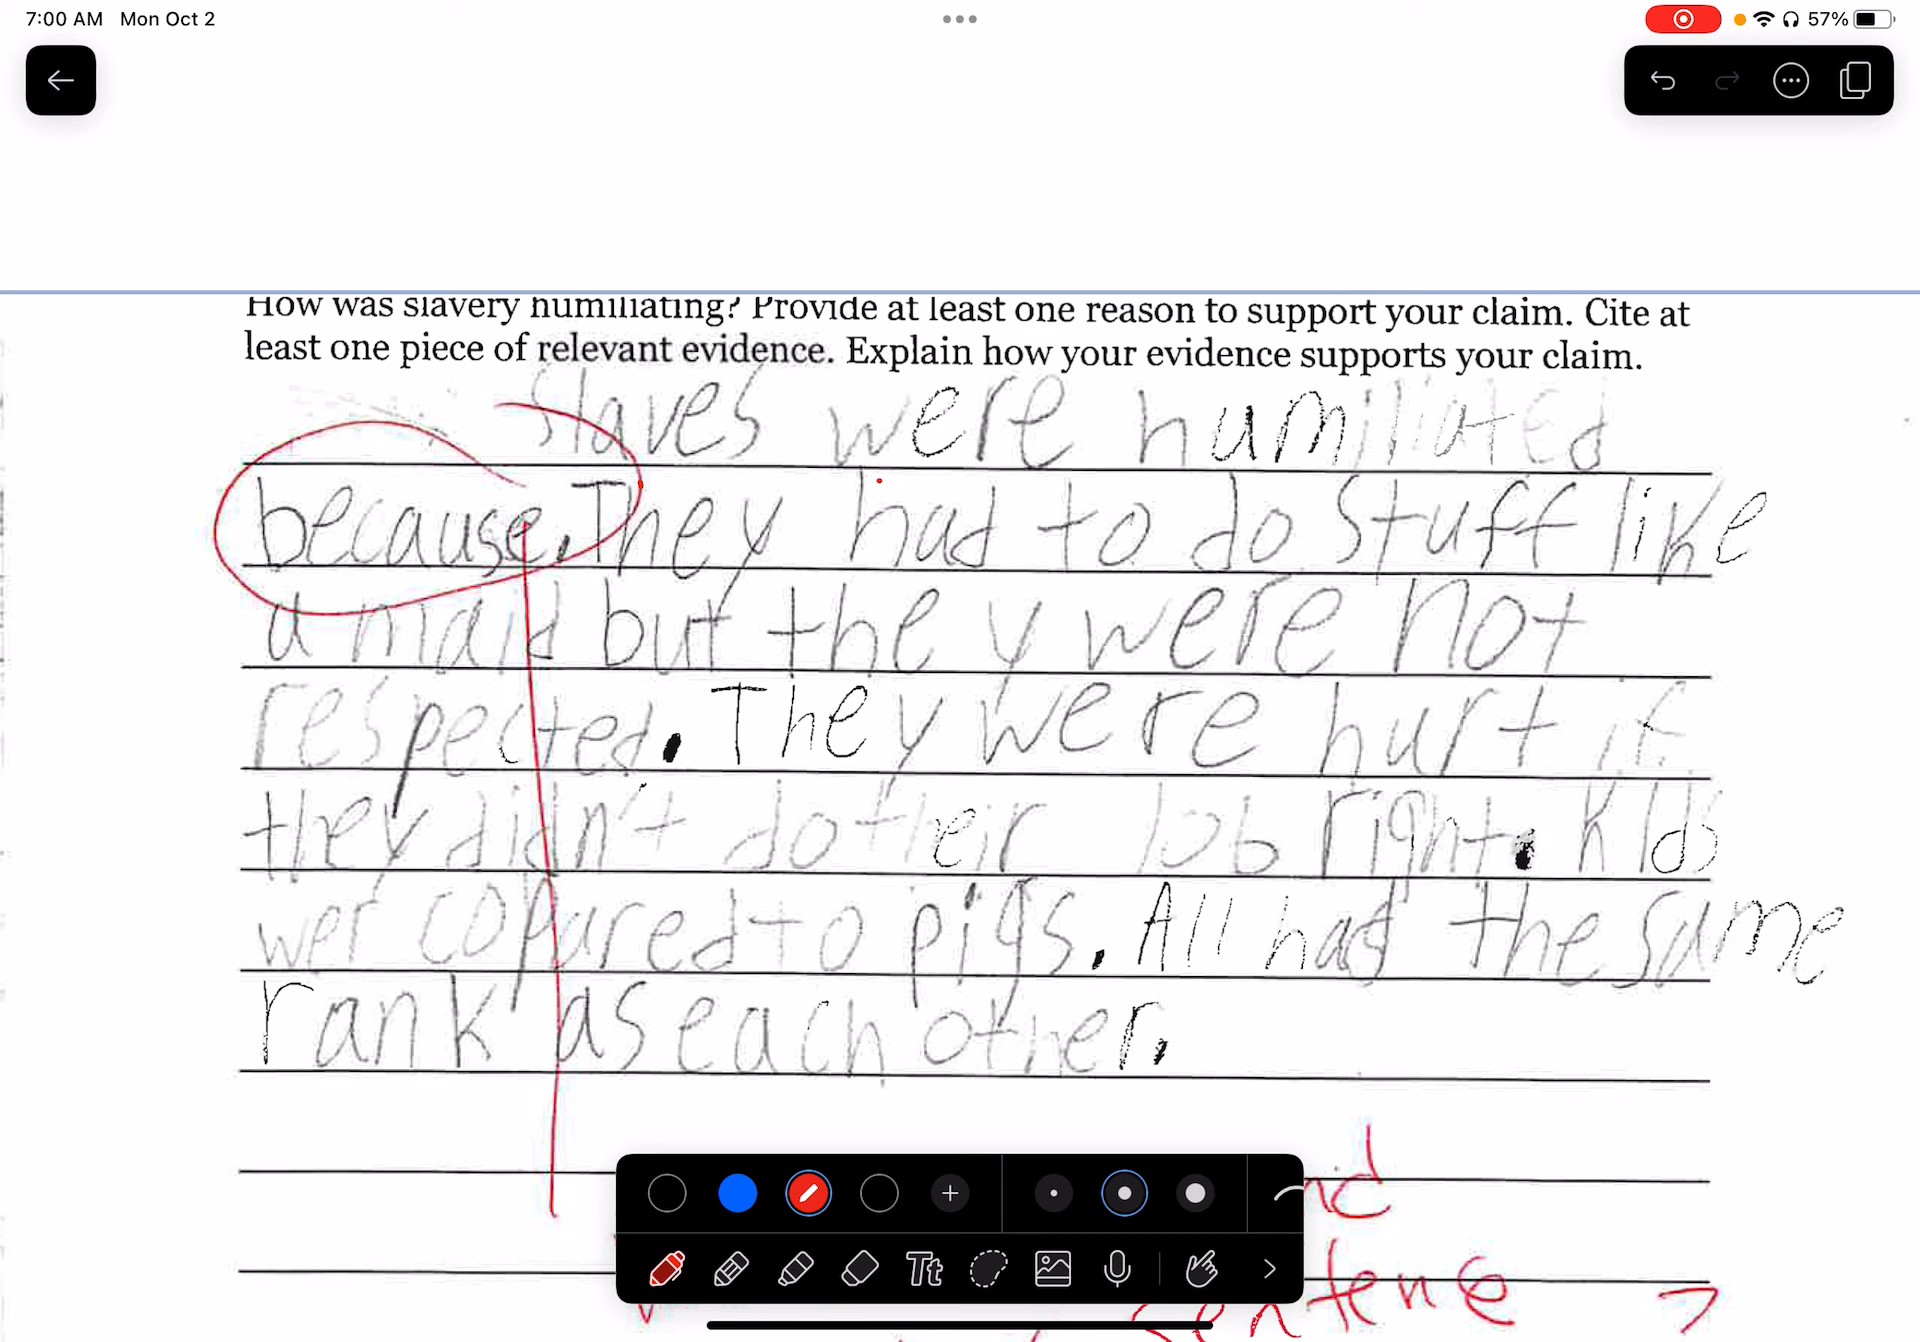 7:00 AM Mon Oct 2
57%
How was slavery humiliating? Provide at least one reason to support your claim. Cite at
least one piece of relevant evidence. Explain how your evidence supports your claim.
Slaves were humiliated
because. They had to do stuff like
a maid but they were not
respected. They were hurt if
they didn't do their job right. Kids
wer copared to pigs. All had the same
rank as each other.
Tt